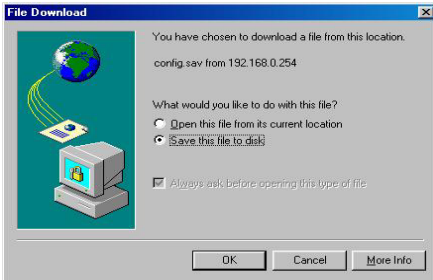 File Download
You have chosen to download a file from this location.
config.sav from 192.168.0.254
What would you like to do with this file?
Open this file from its current location
Save this file to disk
Always ask before opening this type of file
OK
Cancel
More Info